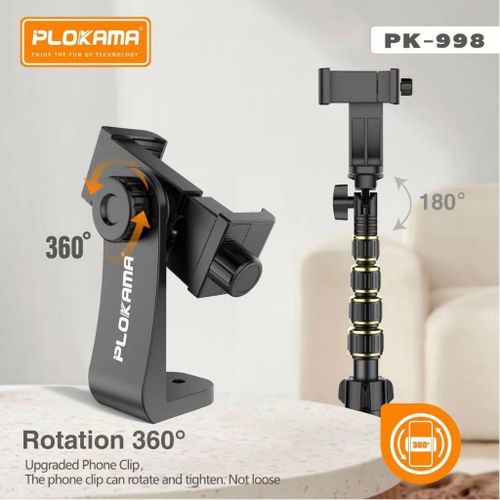 PLOKAMA
ENJOY THE FUN OF TECHNOLOGY
PK-998
360°
180°
PLOKAMA
360°
Rotation 360°
Upgraded Phone Clip,
The phone clip can rotate and tighten. Not loose